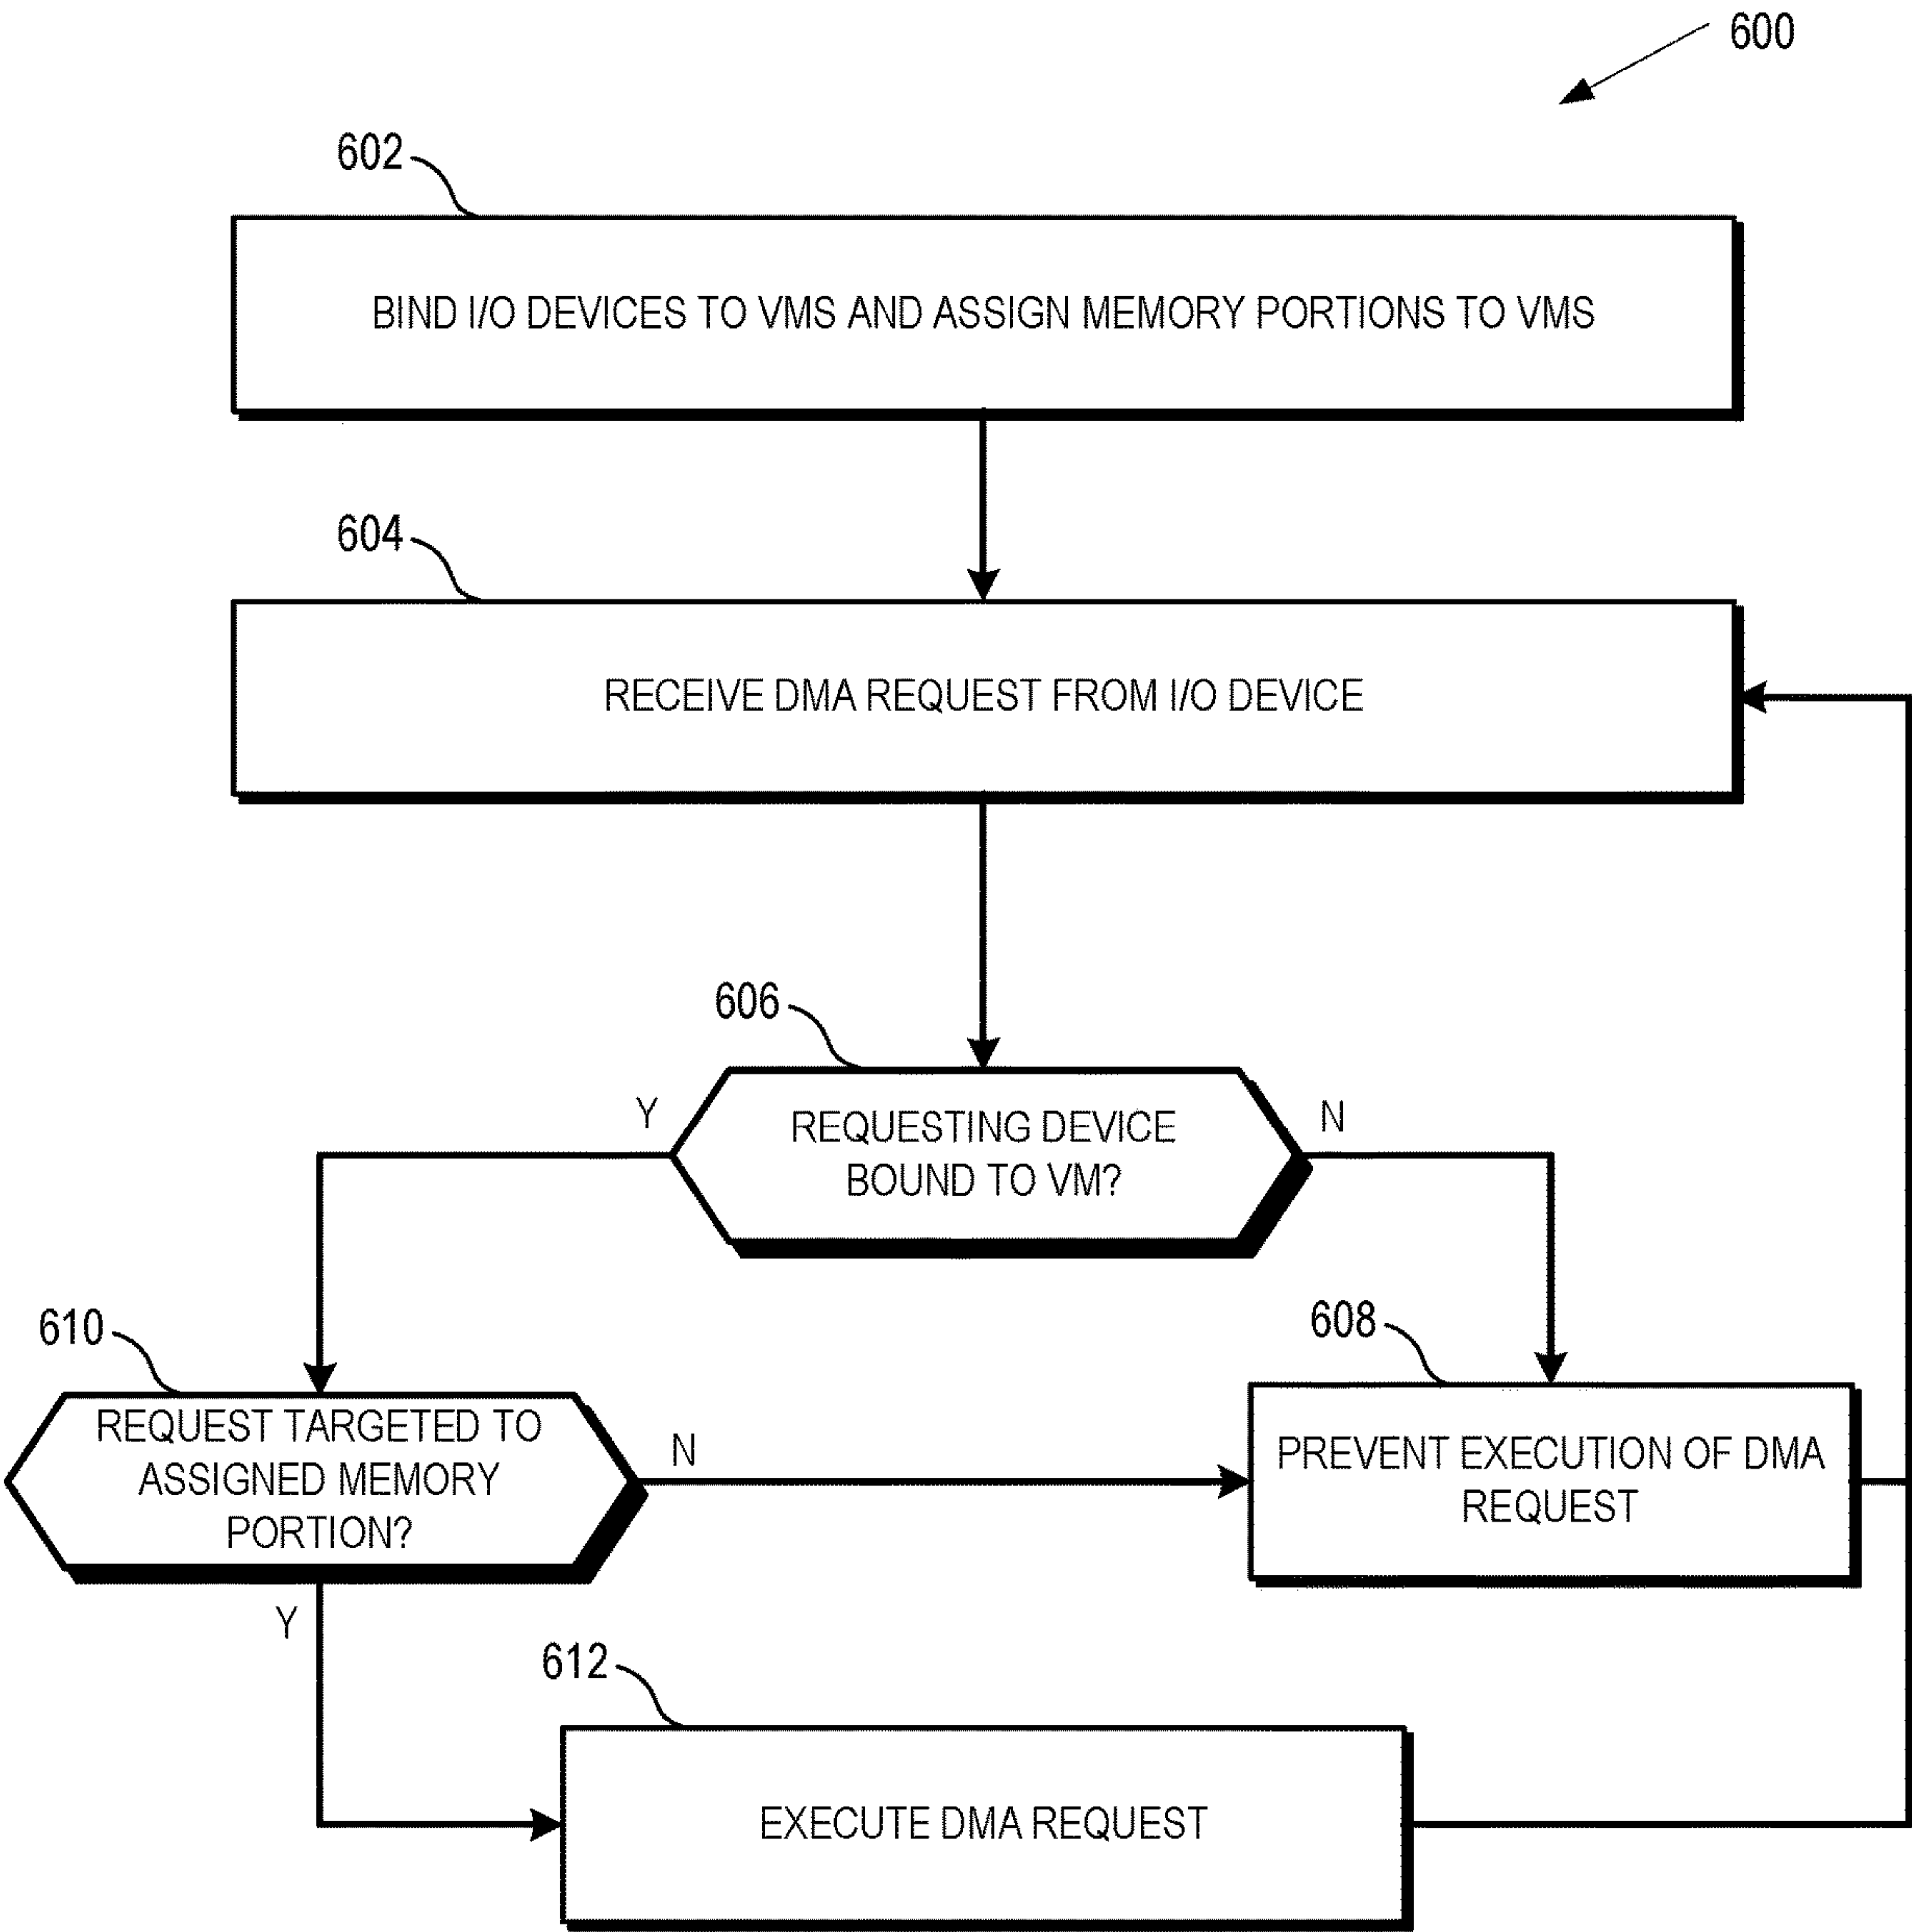 600
602
BIND I/O DEVICES TO VMS AND ASSIGN MEMORY PORTIONS TO VMS
604
RECEIVE DMA REQUEST FROM I/O DEVICE
606
Y
REQUESTING DEVICE
BOUND TO VM?
N
610
REQUEST TARGETED TO
ASSIGNED MEMORY
PORTION?
N
608
PREVENT EXECUTION OF DMA
REQUEST
Y
612
EXECUTE DMA REQUEST